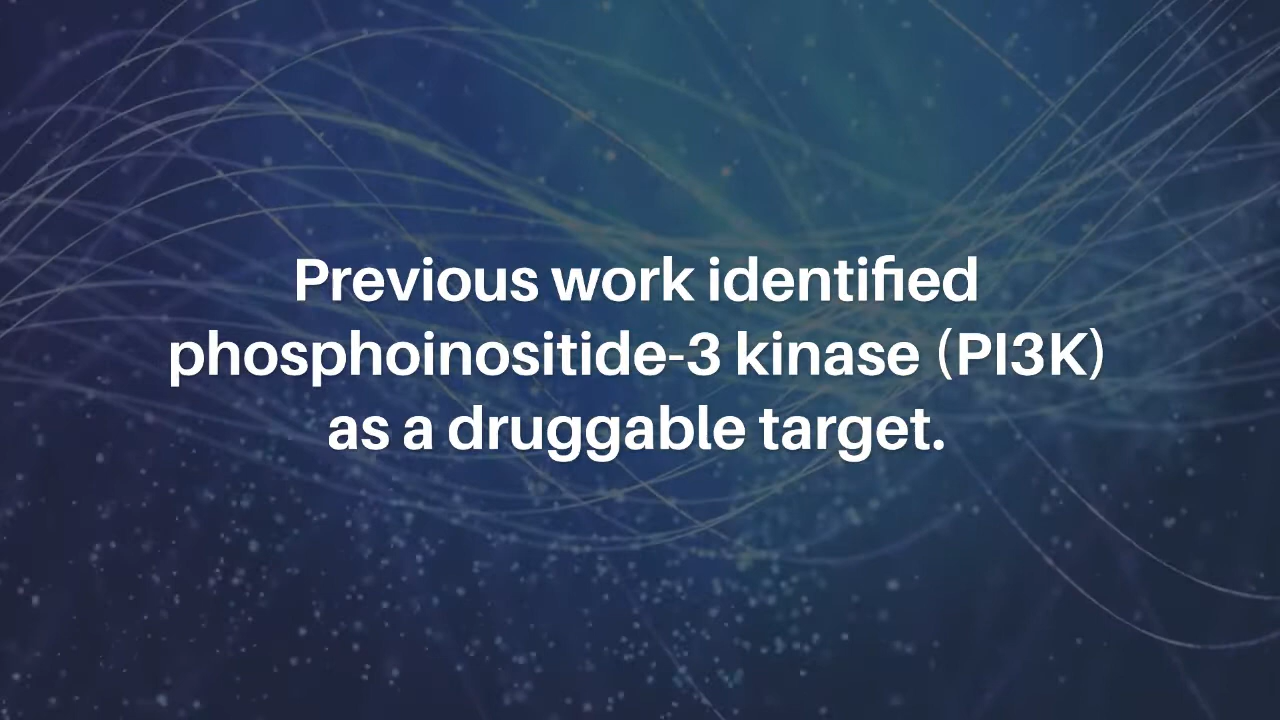 Previous work identified
phosphoinositide-3 kinase (PI3K)
as a druggable target.